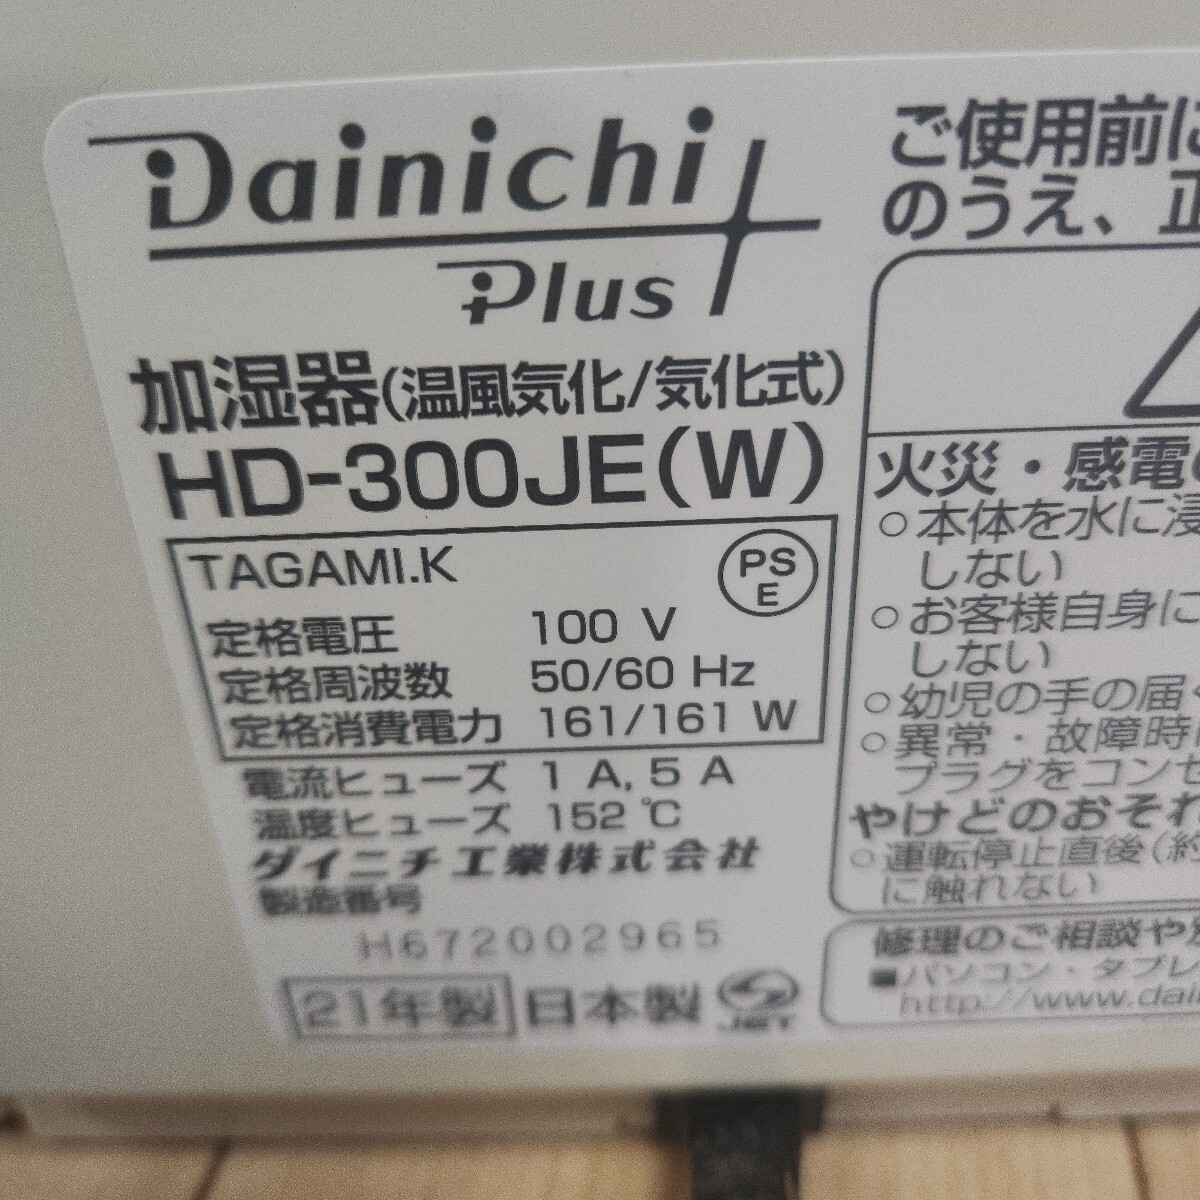 Dainichi
Plus
加湿器(温風気化/気化式)
HD-300JE(W)
TAGAMI.K
PS
E
定格電圧 100 V
定格周波数 50/60 Hz
定格消費電力 161/161 W
電流ヒューズ 1 A, 5 A
温度ヒューズ 152 ℃
ダイニチ工業株式会社
製造番号
H672002965
21年製 日本製 JET
ご使用前に
のうえ、正
火災・感電の
○本体を水に浸
しない
○お客様自身に
しない
○幼児の手の届
○異常・故障時に
プラグをコンセ
やけどのおそれ
○運転停止直後(約
に触れない
修理のご相談や
■パソコン・タブレ
http://www.dai